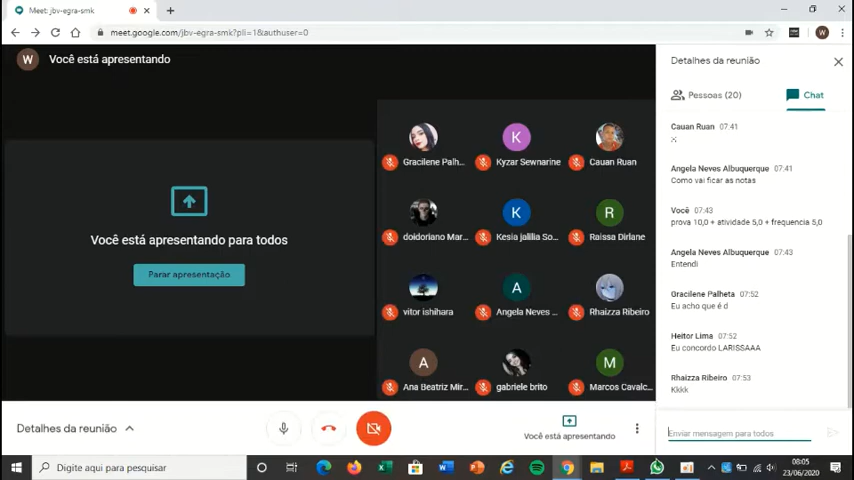 Meet: jbv-egra-smk
meet.google.com/jbv-egra-smk?pli=1&authuser=0
W
W Você está apresentando
Você está apresentando para todos
Parar apresentação
Gracilene Palh...
K
Kyzar Sewnarine
Cauan Ruan
doidoriano Mar...
K
Kesia jalilia So...
R
Raissa Dirlane
vitor ishihara
A
Angela Neves ...
Rhaizza Ribeiro
A
Ana Beatriz Mir...
gabriele brito
M
Marcos Cavalc...
Detalhes da reunião
Pessoas (20)
Chat
Cauan Ruan 07:41
Angela Neves Albuquerque 07:41
Como vai ficar as notas
Você 07:43
prova 10,0 + atividade 5,0 + frequencia 5,0
Angela Neves Albuquerque 07:43
Entendi
Gracilene Palheta 07:52
Eu acho que é d
Heitor Lima 07:52
Eu concordo LARISSAAA
Rhaizza Ribeiro 07:53
Kkkk
Enviar mensagem para todos
Detalhes da reunião
Você está apresentando
Digite aqui para pesquisar
08:05
23/06/2020